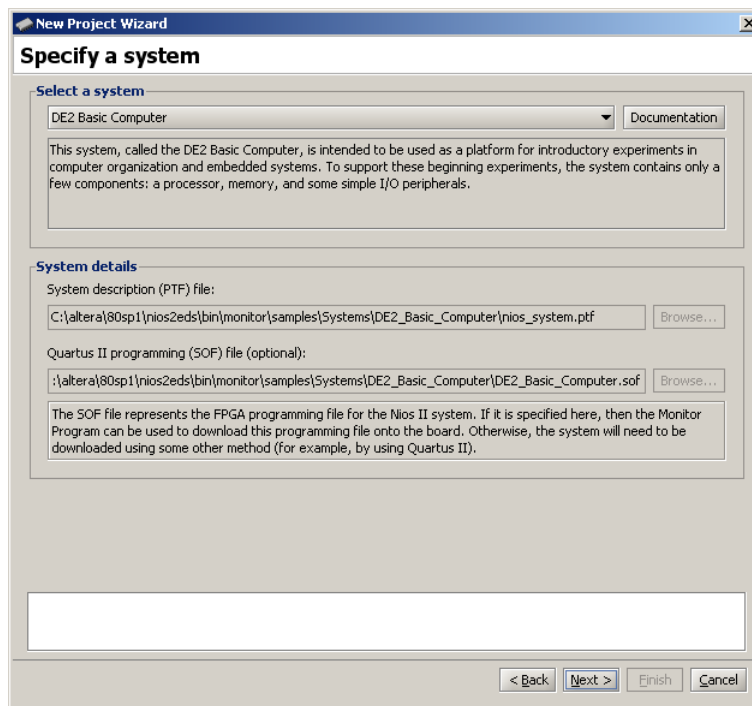 New Project Wizard
Specify a system
Select a system
DE2 Basic Computer
Documentation
This system, called the DE2 Basic Computer, is intended to be used as a platform for introductory experiments in
computer organization and embedded systems. To support these beginning experiments, the system contains only a
few components: a processor, memory, and some simple I/O peripherals.
System details
System description (PTF) file:
C:\altera\80sp1\nios2eds\bin\monitor\samples\Systems\DE2_Basic_Computer\nios_system.ptf
Browse...
Quartus II programming (SOF) file (optional):
:\altera\80sp1\nios2eds\bin\monitor\samples\Systems\DE2_Basic_Computer\DE2_Basic_Computer.sof
Browse...
The SOF file represents the FPGA programming file for the Nios II system. If it is specified here, then the Monitor
Program can be used to download this programming file onto the board. Otherwise, the system will need to be
downloaded using some other method (for example, by using Quartus II).
< Back
Next >
Finish
Cancel